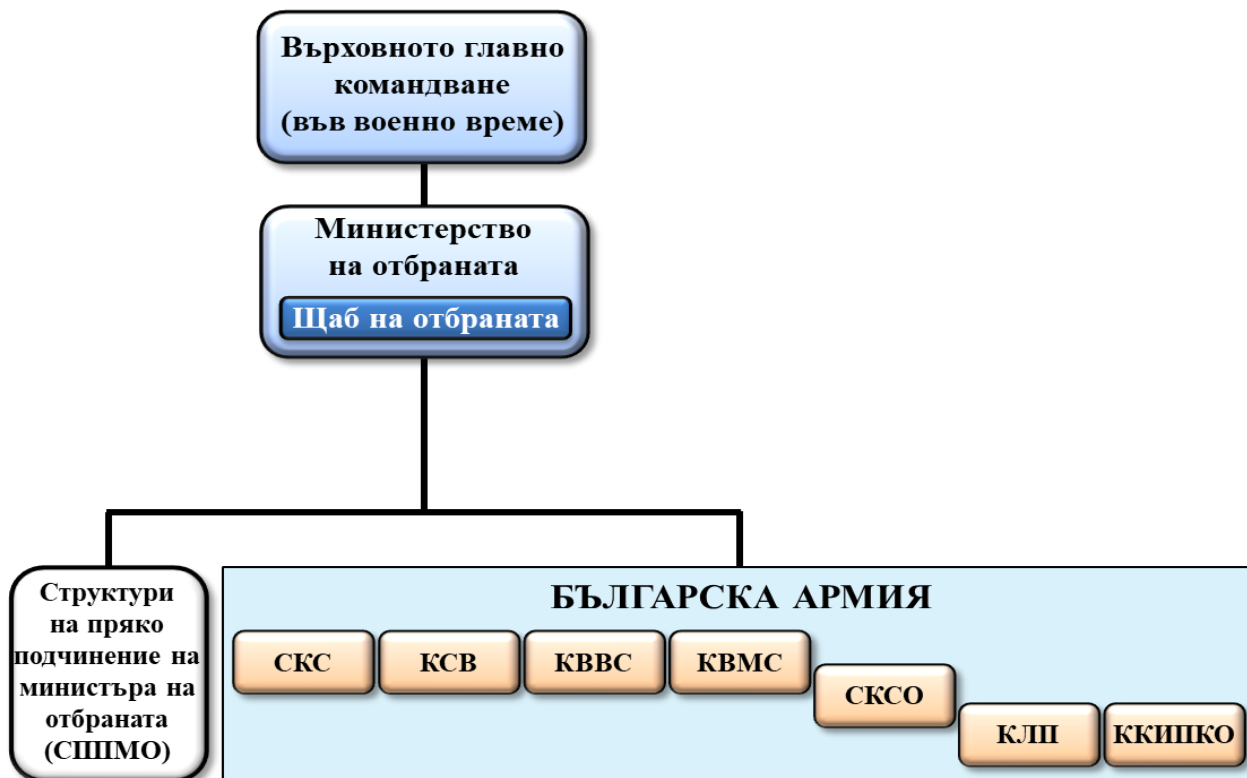 Върховното главно
командване
(във военно време)
Министерство
на отбраната
Щаб на отбраната
Структури
на пряко
подчинение на
министъра на
отбраната
(СППМО)
БЪЛГАРСКА АРМИЯ
СКС
КСВ
КВВС
КВМС
СКСО
КЛП
ККИПКО